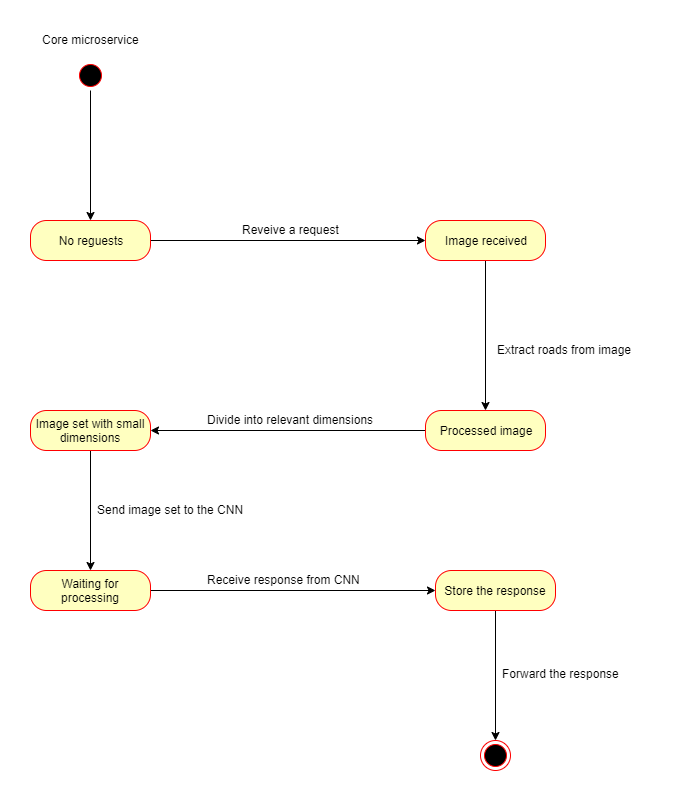 Core microservice
No reguests
Reveive a request
Image received
Extract roads from image
Image set with small
dimensions
Divide into relevant dimensions
Processed image
Send image set to the CNN
Waiting for
processing
Receive response from CNN
Store the response
Forward the response